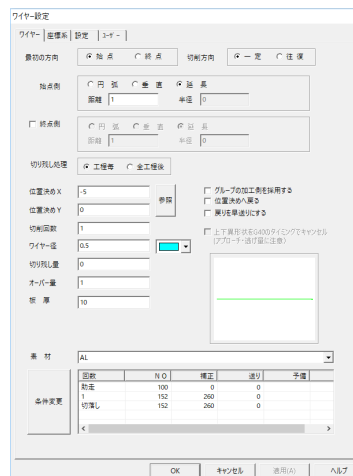 ワイヤー設定
ワイヤー 座標系 設定 ユーザー
最初の方向 始 点 終 点 切削方向 一 定 往 復
始点側 円 弧 垂 直 延 長
距離 1 半径 0
終点側 円 弧 垂 直 延 長
距離 1 半径 0
切り残し処理 工程毎 全工程後
位置決めX -5 参照 グループの加工側を採用する
位置決めY 0 位置決めへ戻る
戻りを早送りにする
切削回数 1
ワイヤー径 0.5 上下異形状をG40のタイミングでキャンセル
(アプローチ・逃げ量に注意)
切り残し量 0
オーバー量 1
板 厚 10
素 材 AL
条件変更
回数 NO 補正 送り 予備
助走 100 0 0
1 152 260 0
切落し 152 260 0
OK キャンセル 適用(A) ヘルプ